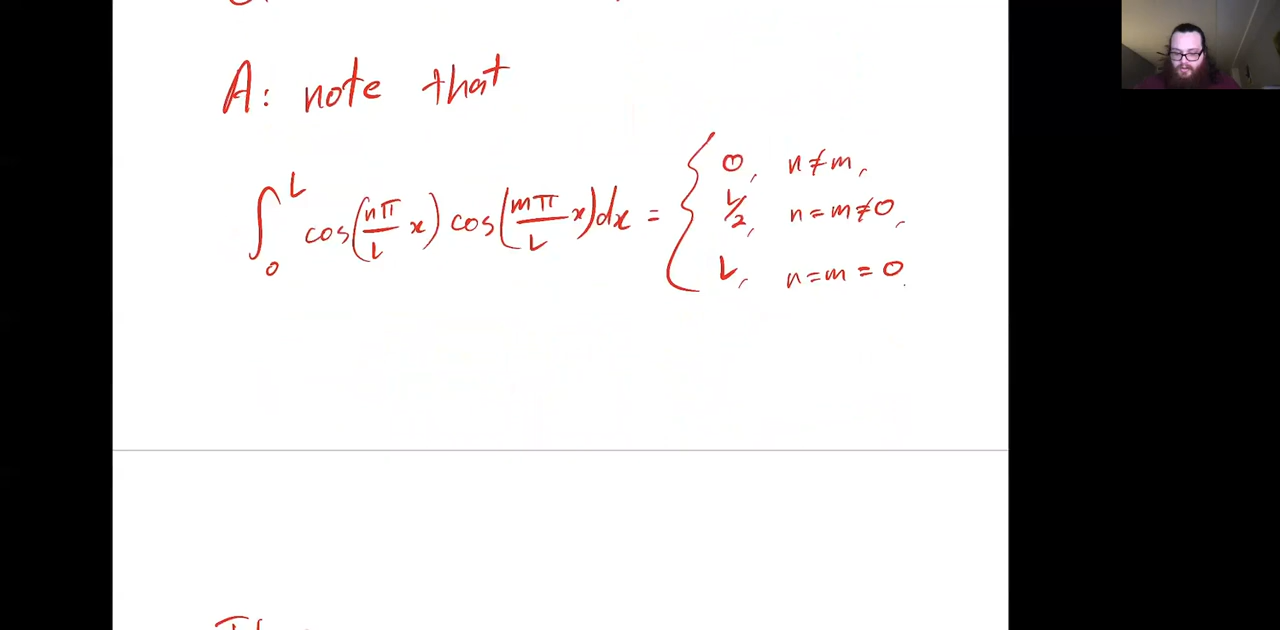 A: note that
∫₀ᴸ cos(nπ/L x) cos(mπ/L x) dx = { 0, n ≠ m,
L/2, n = m ≠ 0,
L, n = m = 0.